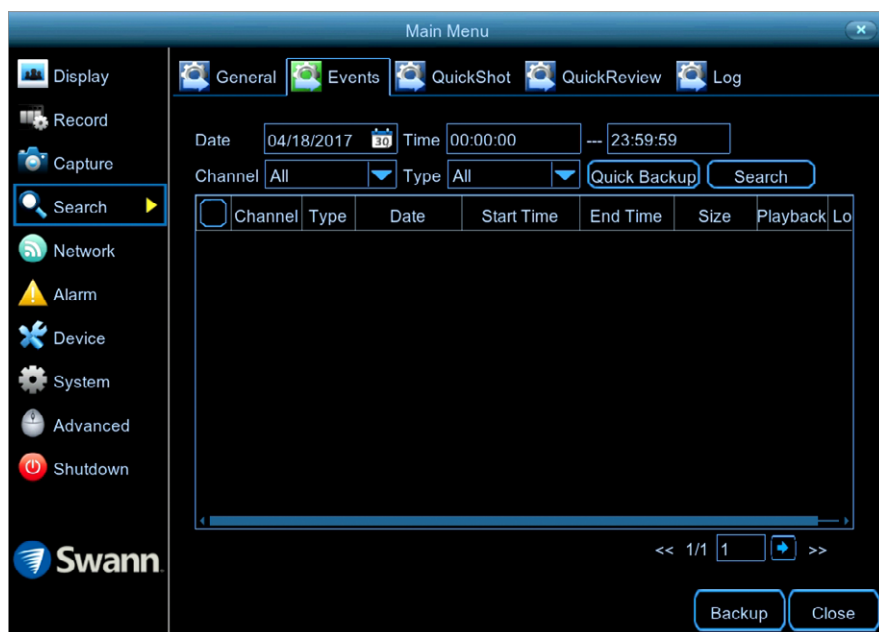 Main Menu
Display
Record
Capture
Search
Network
Alarm
Device
System
Advanced
Shutdown
Swann
General Events QuickShot QuickReview Log
Date 04/18/2017 30 Time 00:00:00 --- 23:59:59
Channel All Type All Quick Backup Search
Channel Type Date Start Time End Time Size Playback Lo
<< 1/1 1 >>
Backup Close